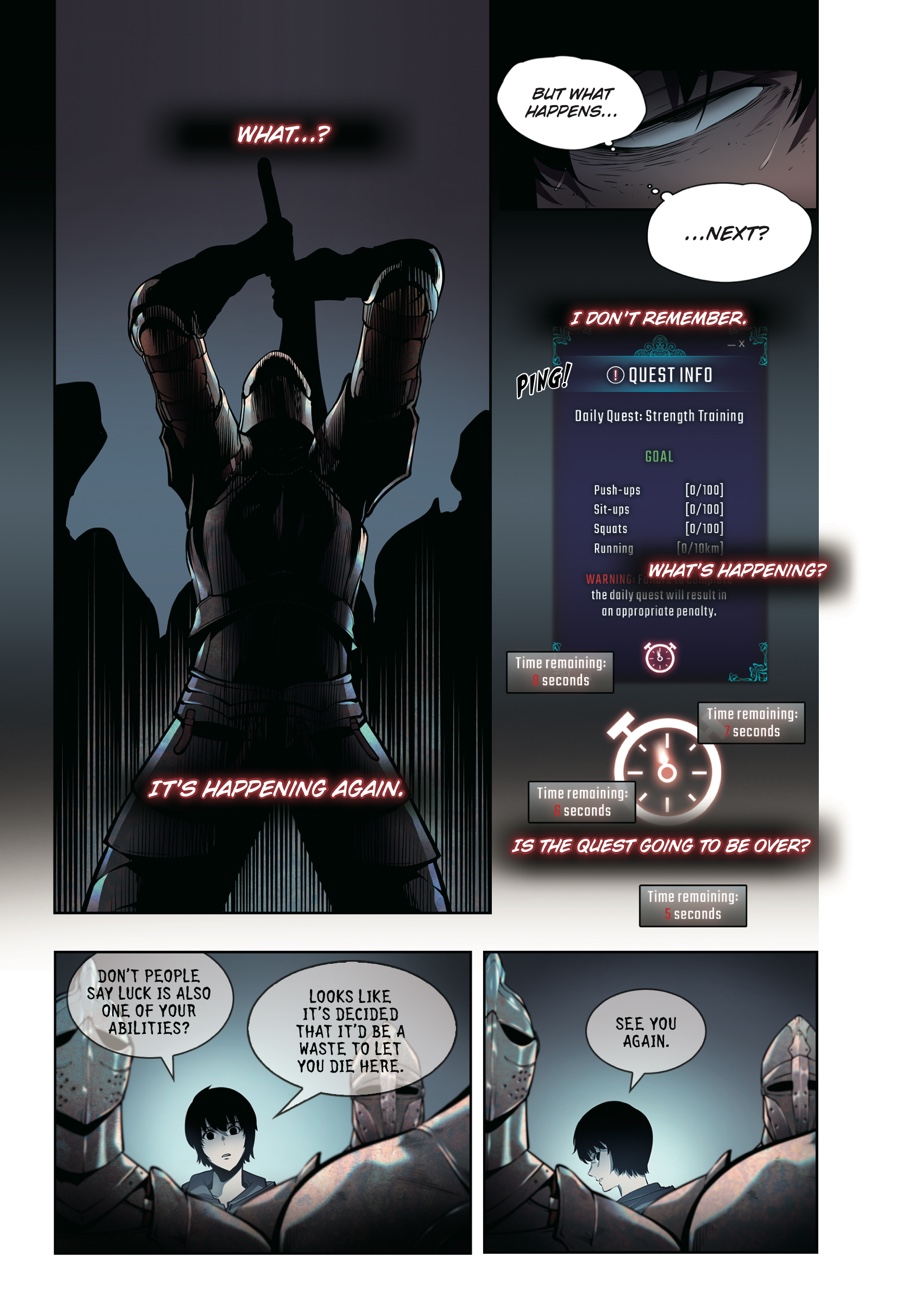 WHAT...?
IT'S HAPPENING AGAIN.
BUT WHAT
HAPPENS...
...NEXT?
I DON'T REMEMBER.
PING!
— X
! QUEST INFO
Daily Quest: Strength Training
GOAL
Push-ups [0/100]
Sit-ups [0/100]
Squats [0/100]
Running [0/10km]
WHAT'S HAPPENING?
WARNING:
the daily quest will result in
an appropriate penalty.
Time remaining:
seconds
Time remaining:
seconds
Time remaining:
6 seconds
IS THE QUEST GOING TO BE OVER?
Time remaining:
5 seconds
DON'T PEOPLE
SAY LUCK IS ALSO
ONE OF YOUR
ABILITIES?
LOOKS LIKE
IT'S DECIDED
THAT IT'D BE A
WASTE TO LET
YOU DIE HERE.
SEE YOU
AGAIN.